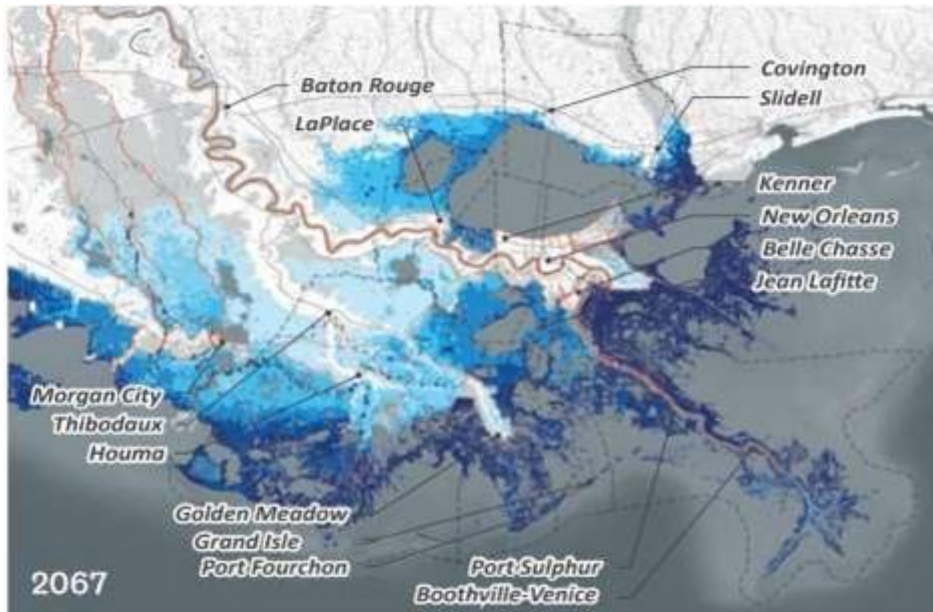 Baton Rouge
LaPlace
Covington
Slidell
Kenner
New Orleans
Belle Chasse
Jean Lafitte
Morgan City
Thibodaux
Houma
Golden Meadow
Grand Isle
Port Fourchon
Port Sulphur
Boothville-Venice
2067